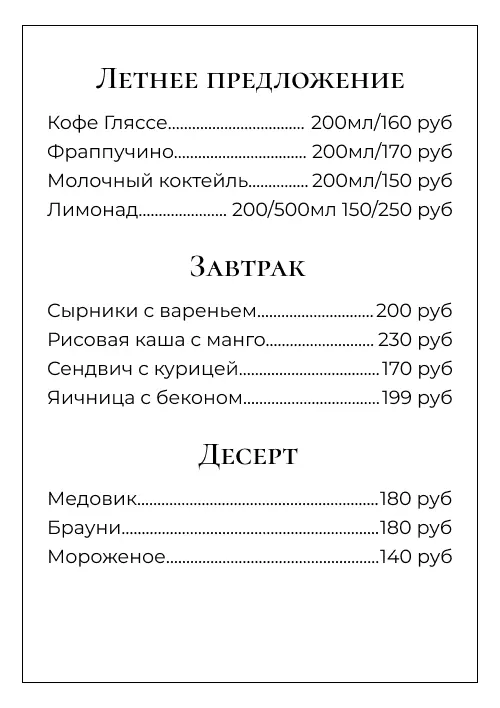 Летнее предложение
Кофе Гляссе.................................. 200мл/160 руб
Фраппучино................................. 200мл/170 руб
Молочный коктейль............... 200мл/150 руб
Лимонад...................... 200/500мл 150/250 руб
Завтрак
Сырники с вареньем............................. 200 руб
Рисовая каша с манго........................... 230 руб
Сендвич с курицей................................... 170 руб
Яичница с беконом.................................. 199 руб
Десерт
Медовик............................................................180 руб
Брауни................................................................180 руб
Мороженое.....................................................140 руб